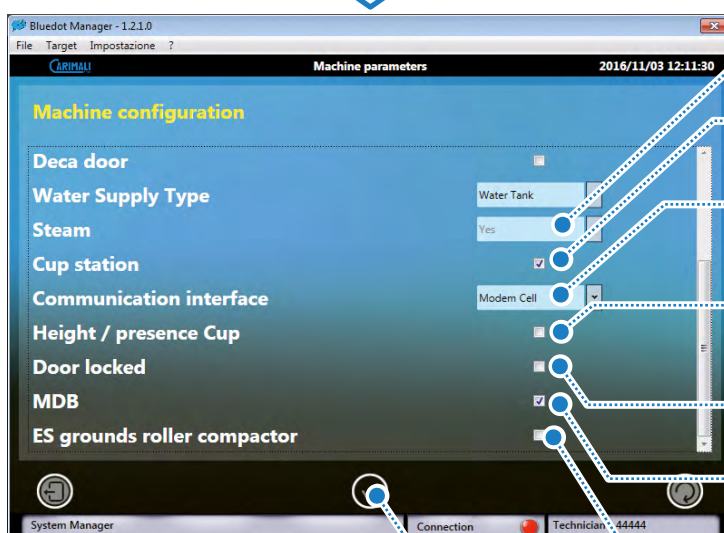 Bluedot Manager - 1.2.1.0
File Target Impostazione ?
CARIMALI Machine parameters 2016/11/03 12:11:30
Machine configuration
Deca door
Water Supply Type Water Tank
Steam Yes
Cup station
Communication interface Modem Cell
Height / presence Cup
Door locked
MDB
ES grounds roller compactor
System Manager Connection Technician 44444